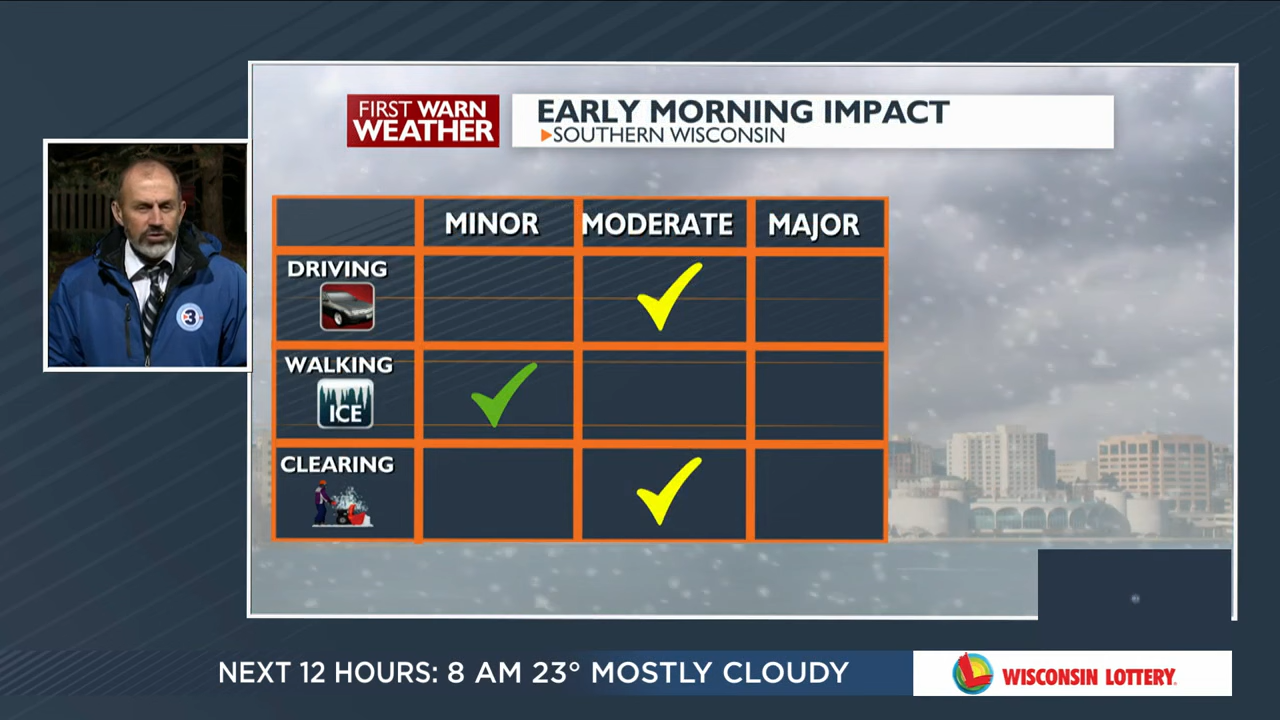 FIRST WARN
WEATHER
EARLY MORNING IMPACT
SOUTHERN WISCONSIN
MINOR
MODERATE
MAJOR
DRIVING
WALKING
ICE
CLEARING
3
NEXT 12 HOURS: 8 AM 23° MOSTLY CLOUDY
WISCONSIN LOTTERY